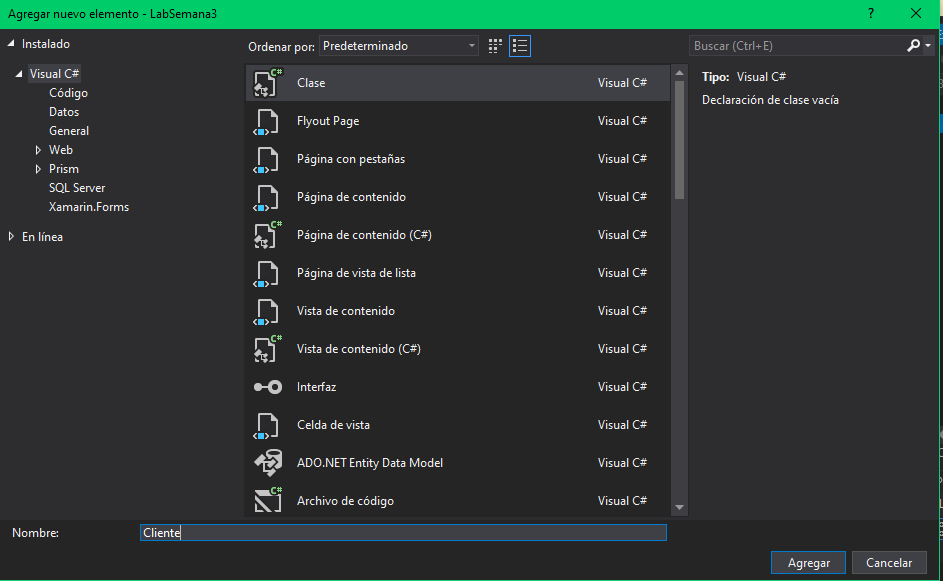 Agregar nuevo elemento - LabSemana3
?
Instalado
Visual C#
Código
Datos
General
Web
Prism
SQL Server
Xamarin.Forms
En línea
Ordenar por: Predeterminado
Buscar (Ctrl+E)
Clase Visual C#
Flyout Page Visual C#
Página con pestañas Visual C#
Página de contenido Visual C#
Página de contenido (C#) Visual C#
Página de vista de lista Visual C#
Vista de contenido Visual C#
Vista de contenido (C#) Visual C#
Interfaz Visual C#
Celda de vista Visual C#
ADO.NET Entity Data Model Visual C#
Archivo de código Visual C#
Tipo: Visual C#
Declaración de clase vacía
Nombre: Cliente
Agregar Cancelar